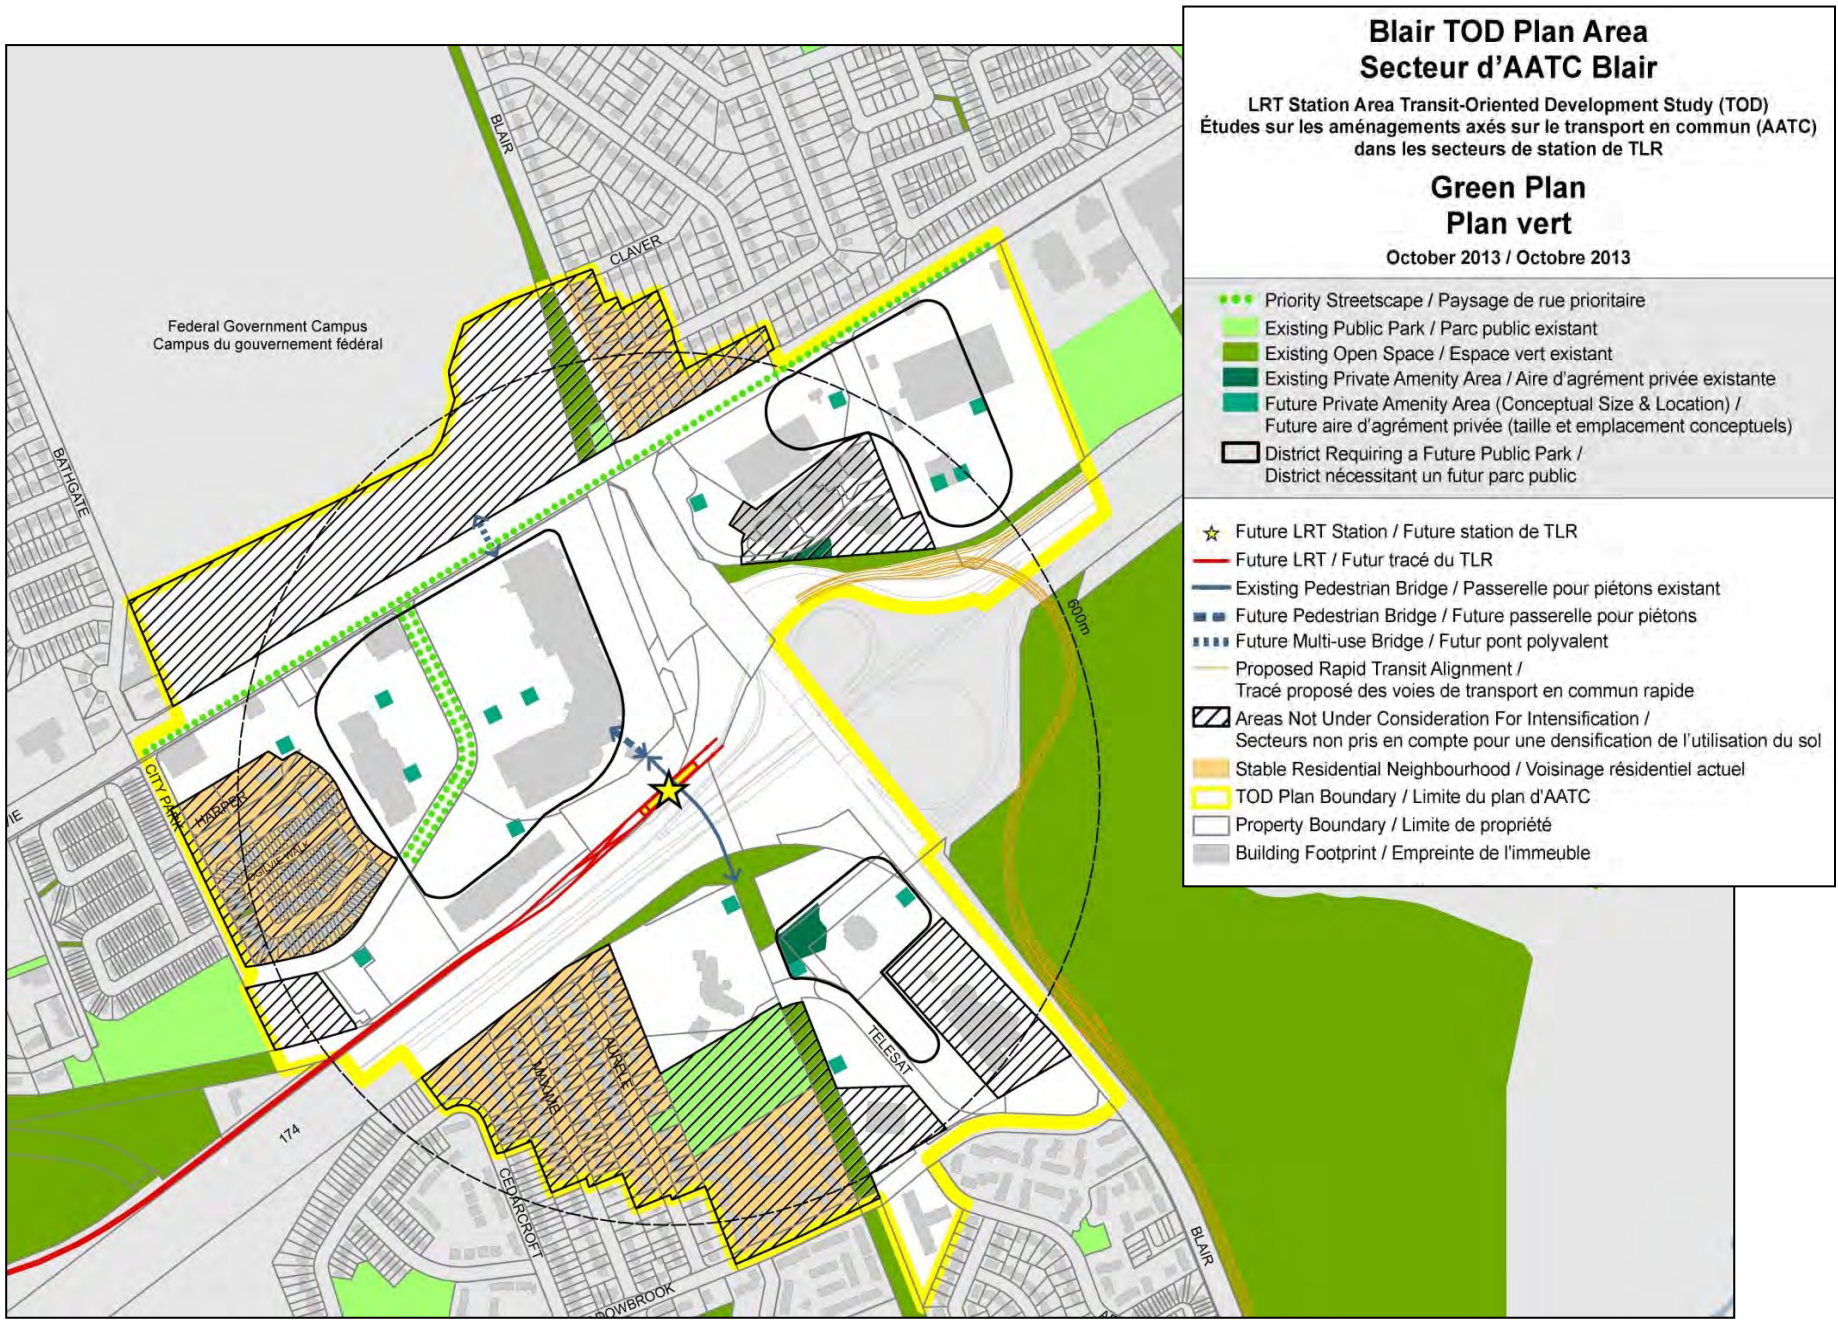 Blair TOD Plan Area
Secteur d'AATC Blair
LRT Station Area Transit-Oriented Development Study (TOD)
Études sur les aménagements axés sur le transport en commun (AATC)
dans les secteurs de station de TLR
Green Plan
Plan vert
October 2013 / Octobre 2013
Priority Streetscape / Paysage de rue prioritaire
Existing Public Park / Parc public existant
Existing Open Space / Espace vert existant
Existing Private Amenity Area / Aire d'agrément privée existante
Future Private Amenity Area (Conceptual Size & Location) /
Future aire d'agrément privée (taille et emplacement conceptuels)
District Requiring a Future Public Park /
District nécessitant un futur parc public
Future LRT Station / Future station de TLR
Future LRT / Futur tracé du TLR
Existing Pedestrian Bridge / Passerelle pour piétons existant
Future Pedestrian Bridge / Future passerelle pour piétons
Future Multi-use Bridge / Futur pont polyvalent
Proposed Rapid Transit Alignment /
Tracé proposé des voies de transport en commun rapide
Areas Not Under Consideration For Intensification /
Secteurs non pris en compte pour une densification de l'utilisation du sol
Stable Residential Neighbourhood / Voisinage résidentiel actuel
TOD Plan Boundary / Limite du plan d'AATC
Property Boundary / Limite de propriété
Building Footprint / Empreinte de l'immeuble
BLAIR
CLAVER
Federal Government Campus
Campus du gouvernement fédéral
BATHGATE
600m
CITY PARK
HARPER
OGILVIE WALK
VIE
TELESAT
AURELE
MAXIME
174
CEDARCROFT
DOWBROOK
BLAIR